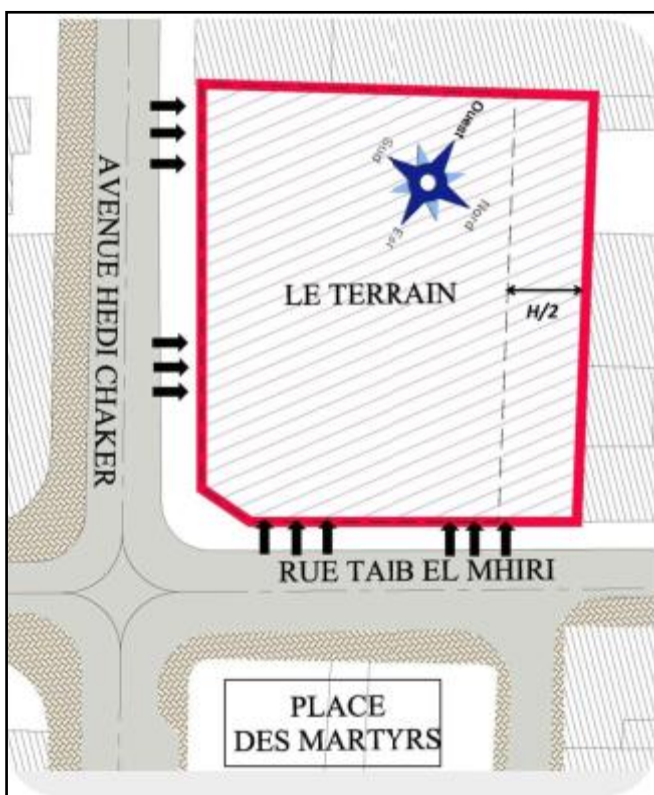 Ouest
Sud
Nord
Est
LE TERRAIN
H/2
AVENUE HEDI CHAKER
RUE TAIB EL MHIRI
PLACE
DES MARTYRS